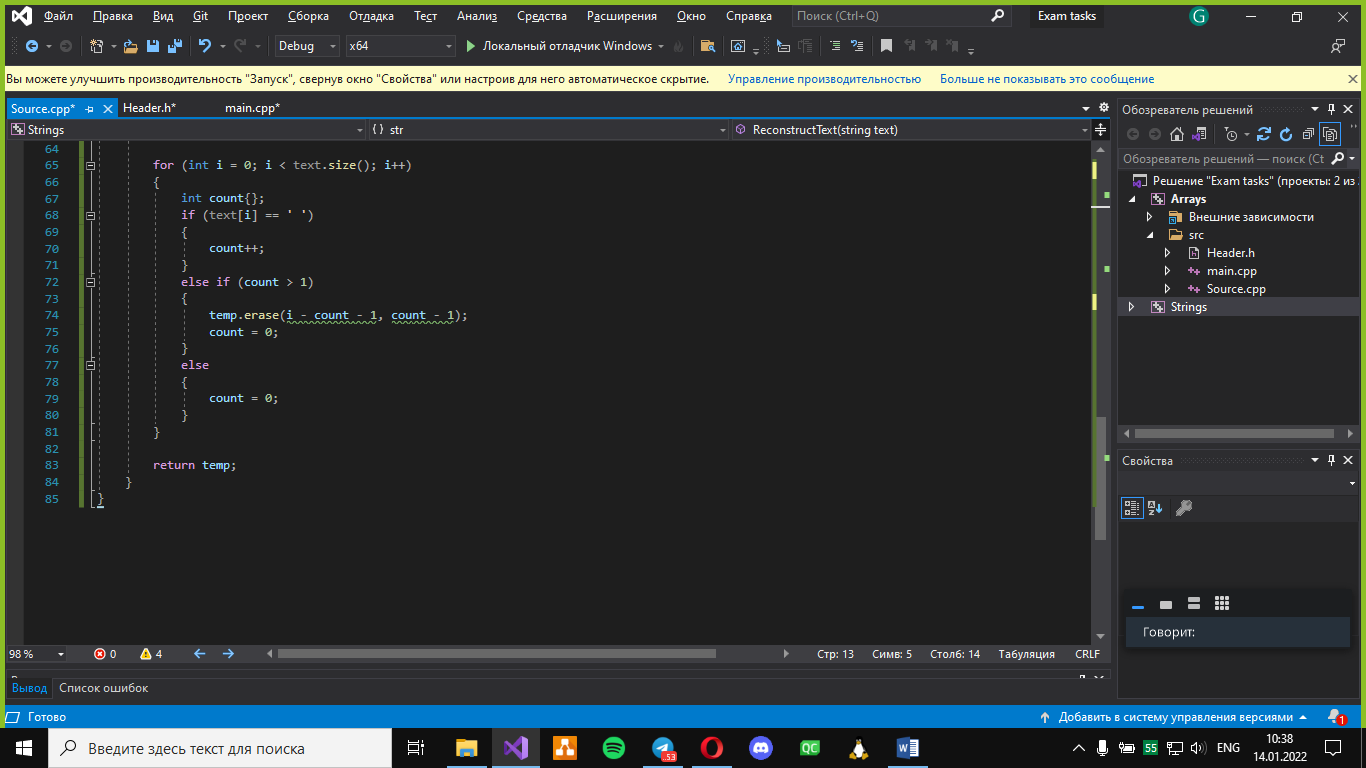 Файл Правка Вид Git Проект Сборка Отладка Тест Анализ Средства Расширения Окно Справка Поиск (Ctrl+Q) Exam tasks G
Debug x64 Локальный отладчик Windows
Вы можете улучшить производительность "Запуск", свернув окно "Свойства" или настроив для него автоматическое скрытие. Управление производительностью Больше не показывать это сообщение
Source.cpp* Header.h* main.cpp*
Strings {} str ReconstructText(string text)
64
65 for (int i = 0; i < text.size(); i++)
66 {
67 int count{};
68 if (text[i] == ' ')
69 {
70 count++;
71 }
72 else if (count > 1)
73 {
74 temp.erase(i - count - 1, count - 1);
75 count = 0;
76 }
77 else
78 {
79 count = 0;
80 }
81 }
82
83 return temp;
84 }
85 }
98 % 0 4 Стр: 13 Симв: 5 Столб: 14 Табуляция CRLF
Вывод Список ошибок
Обозреватель решений
Обозреватель решений — поиск (Ct
Решение "Exam tasks" (проекты: 2 из
Arrays
Внешние зависимости
src
Header.h
main.cpp
Source.cpp
Strings
Свойства
Говорит:
Готово Добавить в систему управления версиями 1
Введите здесь текст для поиска 53 QC 55 ENG 10:38
14.01.2022